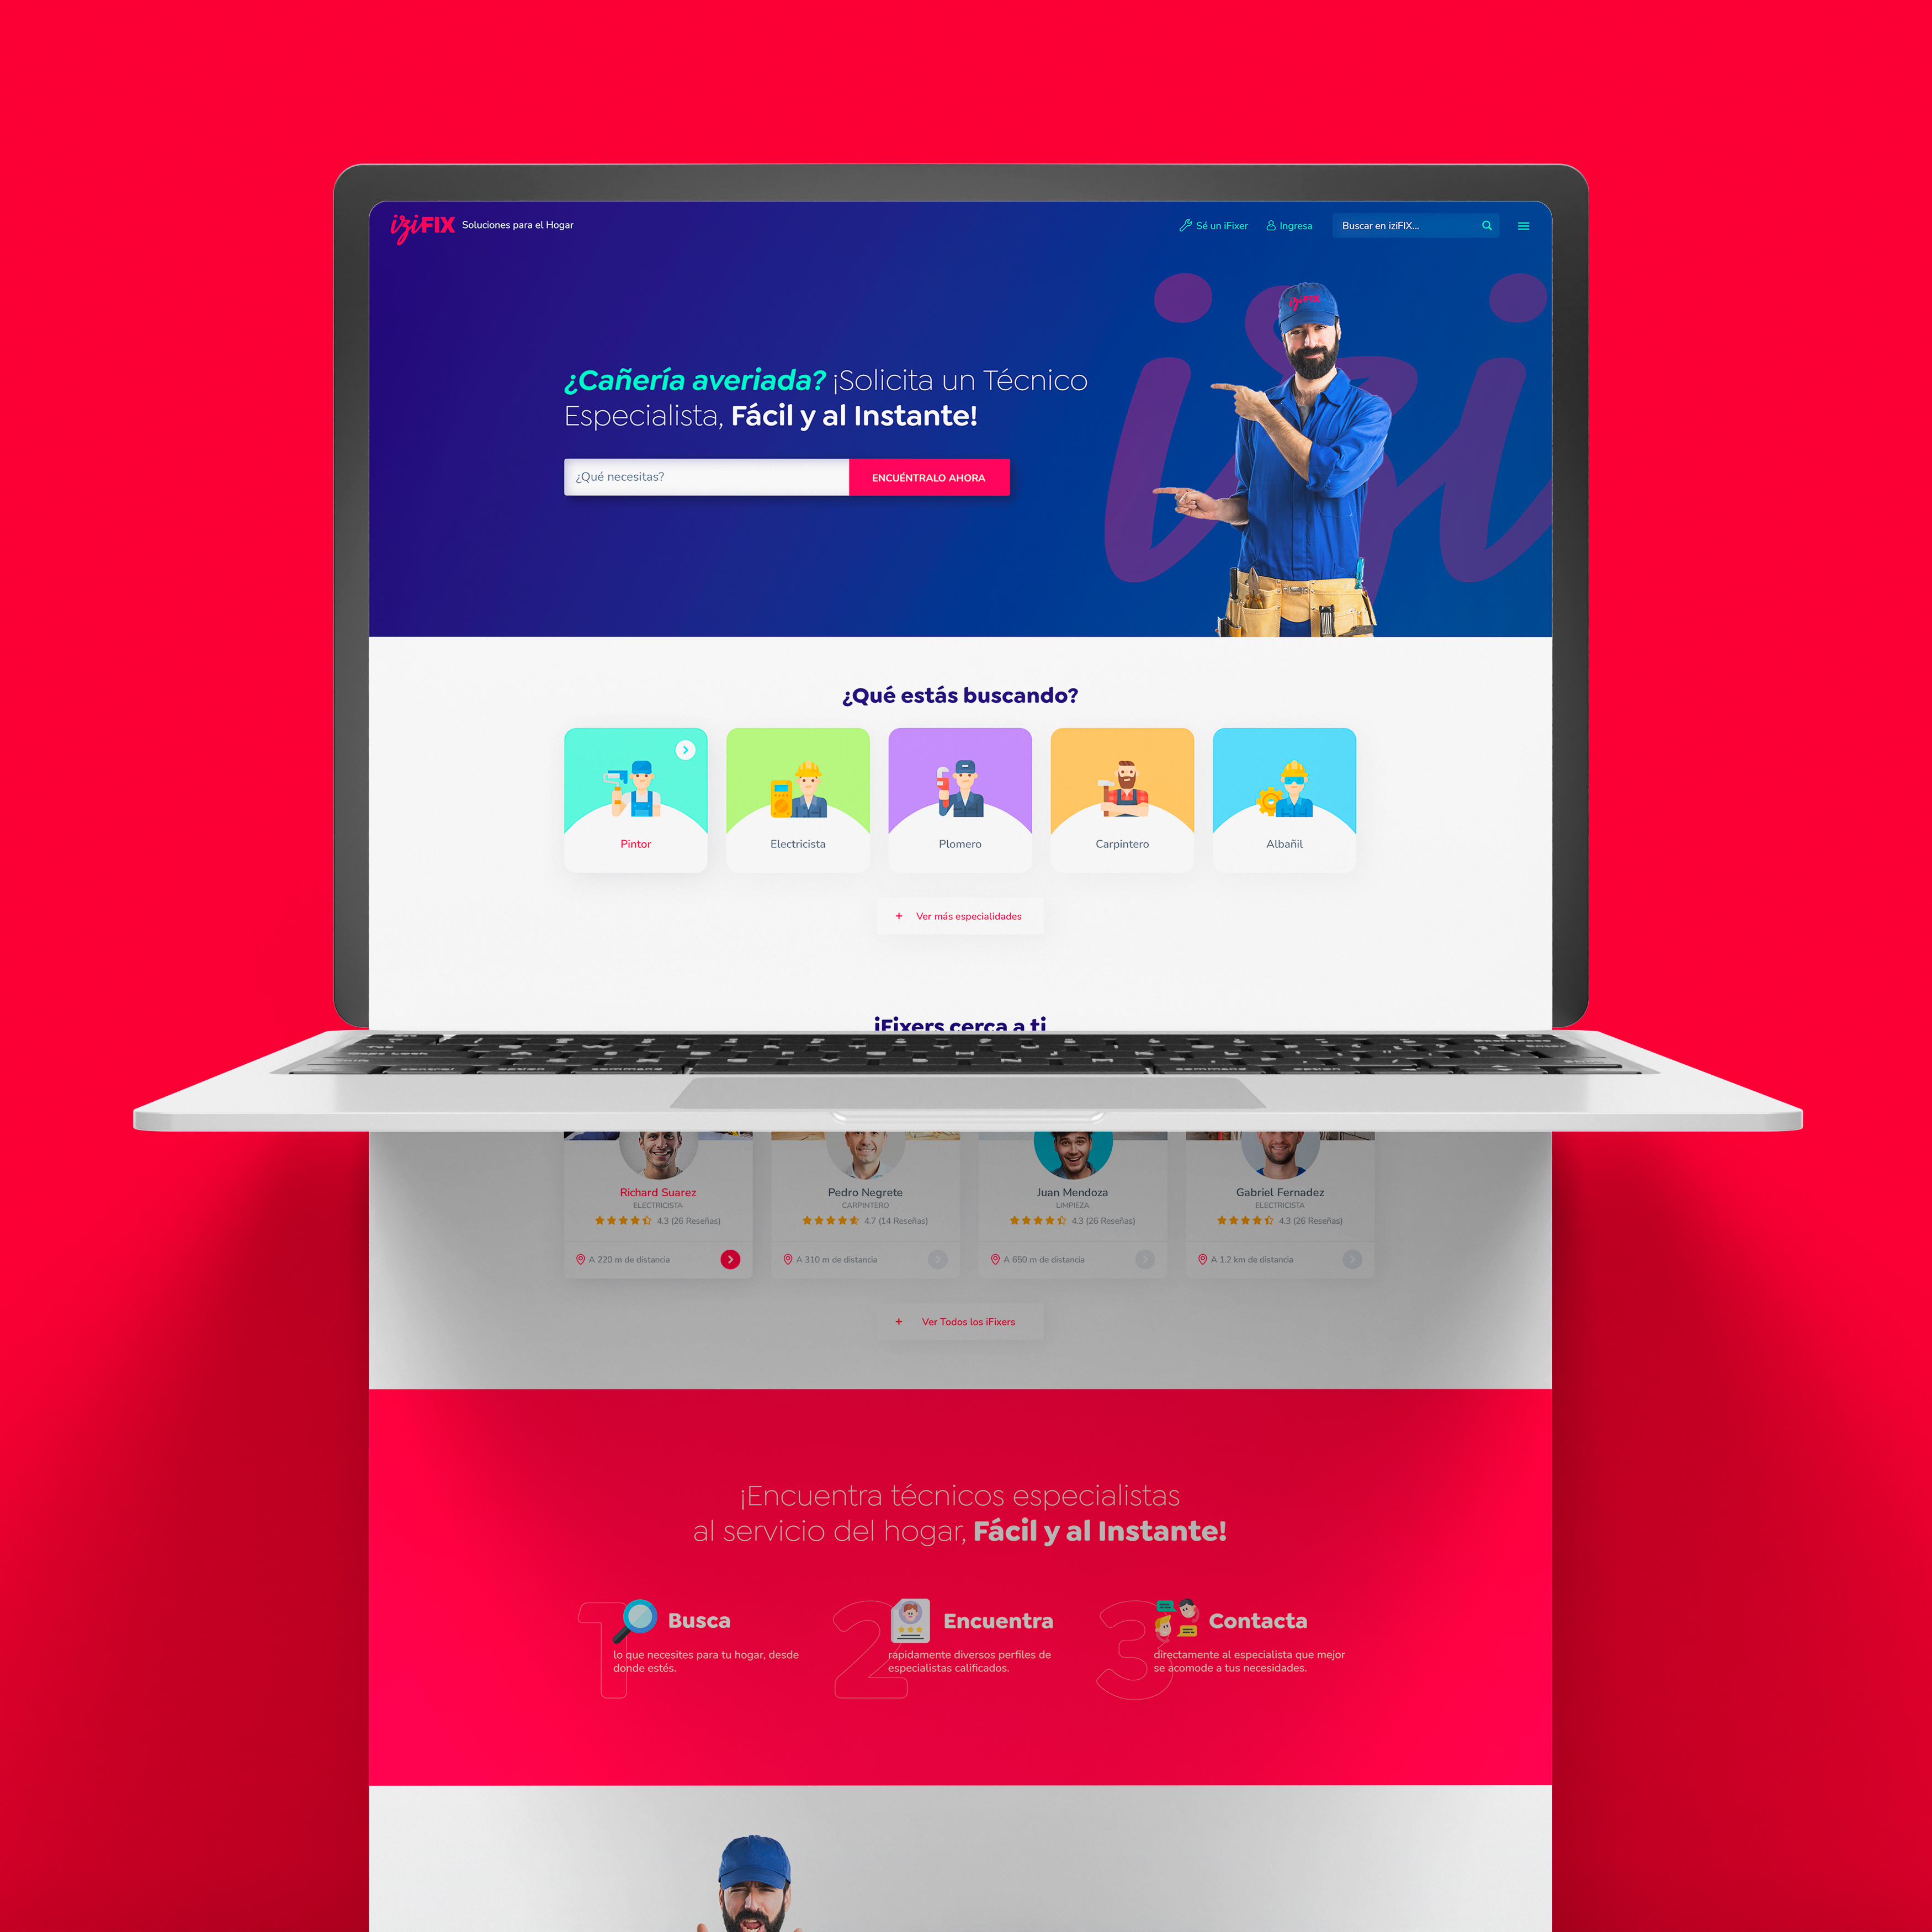 iziFIX Soluciones para el Hogar
Sé un iFixer
Ingresa
Buscar en iziFIX...
izi
¿Cañería averiada? ¡Solicita un Técnico
Especialista, Fácil y al Instante!
¿Qué necesitas?
ENCUÉNTRALO AHORA
¿Qué estás buscando?
Pintor
Electricista
Plomero
Carpintero
Albañil
+ Ver más especialidades
iFixers cerca a ti
Richard Suarez
ELECTRICISTA
4.3 (26 Reseñas)
A 220 m de distancia
Pedro Negrete
CARPINTERO
4.7 (14 Reseñas)
A 310 m de distancia
Juan Mendoza
LIMPIEZA
4.3 (26 Reseñas)
A 650 m de distancia
Gabriel Fernadez
ELECTRICISTA
4.3 (26 Reseñas)
A 1.2 km de distancia
+ Ver Todos los iFixers
¡Encuentra técnicos especialistas
al servicio del hogar, Fácil y al Instante!
1 Busca
lo que necesites para tu hogar, desde
donde estés.
2 Encuentra
rápidamente diversos perfiles de
especialistas calificados.
3 Contacta
directamente al especialista que mejor
se acomode a tus necesidades.